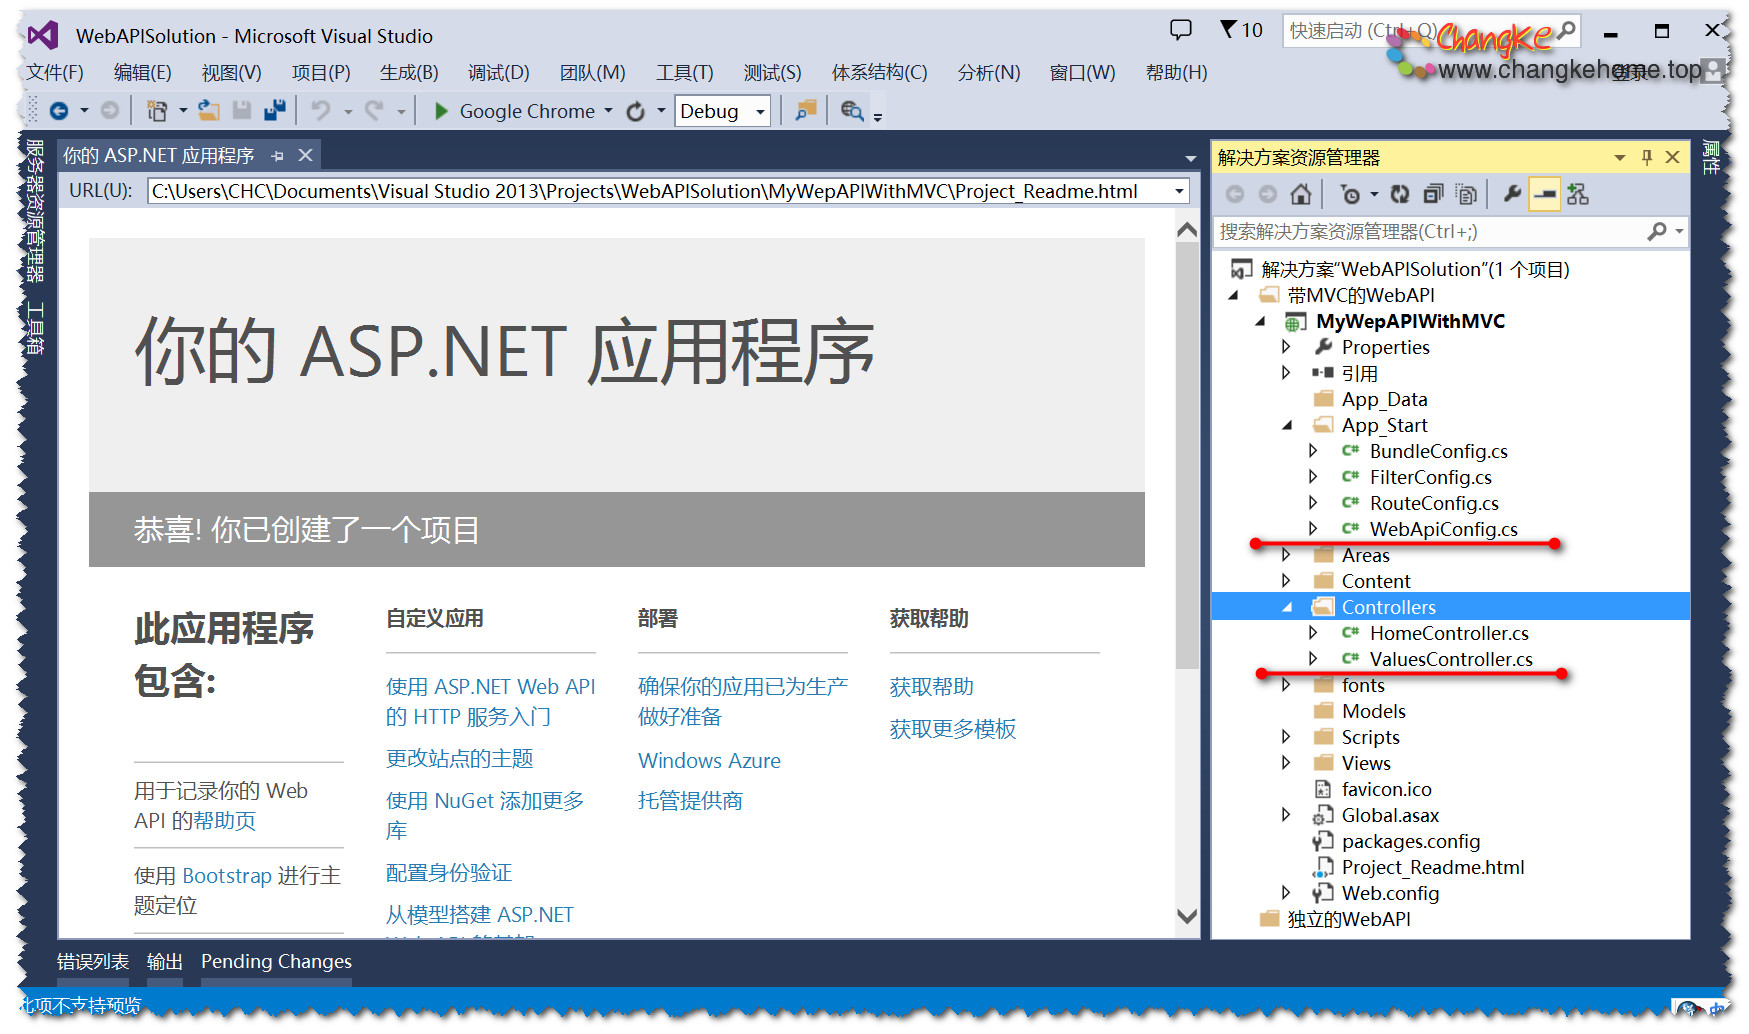 WebAPISolution - Microsoft Visual Studio
10
快速启动 (Ctrl+Q)
ChangKe
www.changkehome.top
登录
文件(F) 编辑(E) 视图(V) 项目(P) 生成(B) 调试(D) 团队(M) 工具(T) 测试(S) 体系结构(C) 分析(N) 窗口(W) 帮助(H)
Google Chrome
Debug
服务器资源管理器
工具箱
你的 ASP.NET 应用程序
URL(U):
C:\Users\CHC\Documents\Visual Studio 2013\Projects\WebAPISolution\MyWepAPIWithMVC\Project_Readme.html
你的 ASP.NET 应用程序
恭喜! 你已创建了一个项目
此应用程序
包含:
用于记录你的 Web
API 的帮助页
使用 Bootstrap 进行主
题定位
自定义应用
使用 ASP.NET Web API
的 HTTP 服务入门
更改站点的主题
使用 NuGet 添加更多
库
配置身份验证
从模型搭建 ASP.NET
部署
确保你的应用已为生产
做好准备
Windows Azure
托管提供商
获取帮助
获取帮助
获取更多模板
解决方案资源管理器
搜索解决方案资源管理器(Ctrl+;)
解决方案“WebAPISolution”(1 个项目)
带MVC的WebAPI
MyWepAPIWithMVC
Properties
引用
App_Data
App_Start
C# BundleConfig.cs
C# FilterConfig.cs
C# RouteConfig.cs
C# WebApiConfig.cs
Areas
Content
Controllers
C# HomeController.cs
C# ValuesController.cs
fonts
Models
Scripts
Views
favicon.ico
Global.asax
packages.config
Project_Readme.html
Web.config
独立的WebAPI
属性
错误列表 输出 Pending Changes
此项不支持预览
中